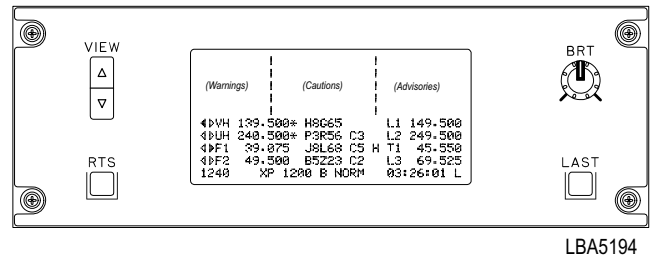 VIEW
BRT
(Warnings) (Cautions) (Advisories)
VH 139.500* H8G65 L1 149.500
UH 240.500* P3R56 C3 L2 249.500
F1 39.075 J8L68 C5 H T1 45.550
F2 49.500 B5Z23 C2 L3 69.525
1240 XP 1200 B NORM 03:26:01 L
RTS
LAST
LBA5194